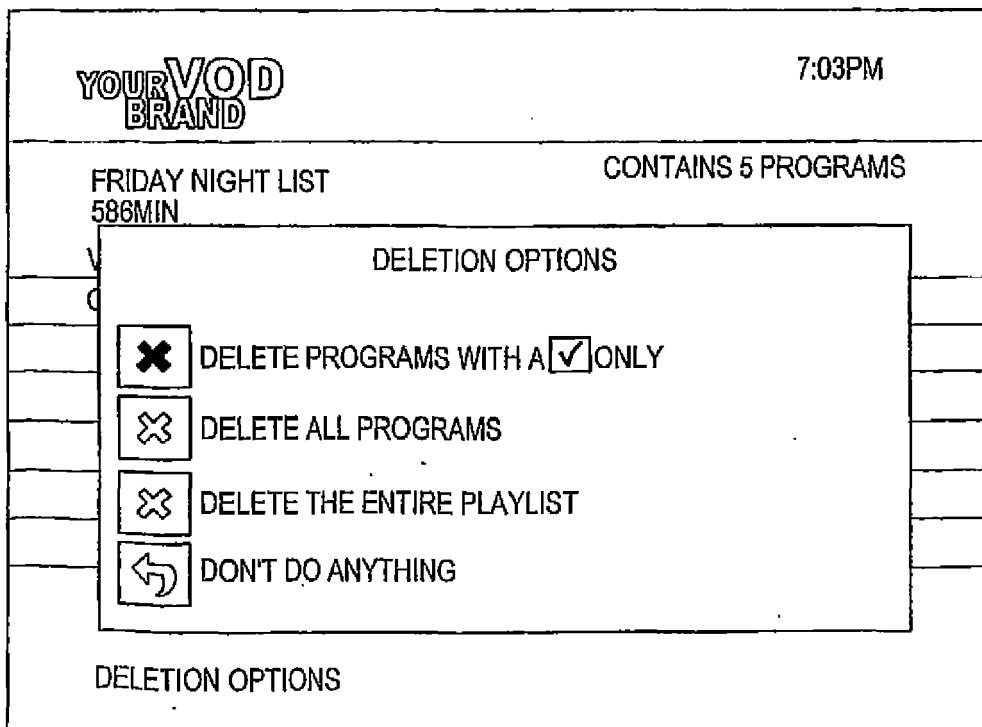 YOUR VOD
BRAND
7:03PM
FRIDAY NIGHT LIST
CONTAINS 5 PROGRAMS
586MIN
DELETION OPTIONS
DELETE PROGRAMS WITH A ☑ ONLY
DELETE ALL PROGRAMS
DELETE THE ENTIRE PLAYLIST
DON'T DO ANYTHING
DELETION OPTIONS